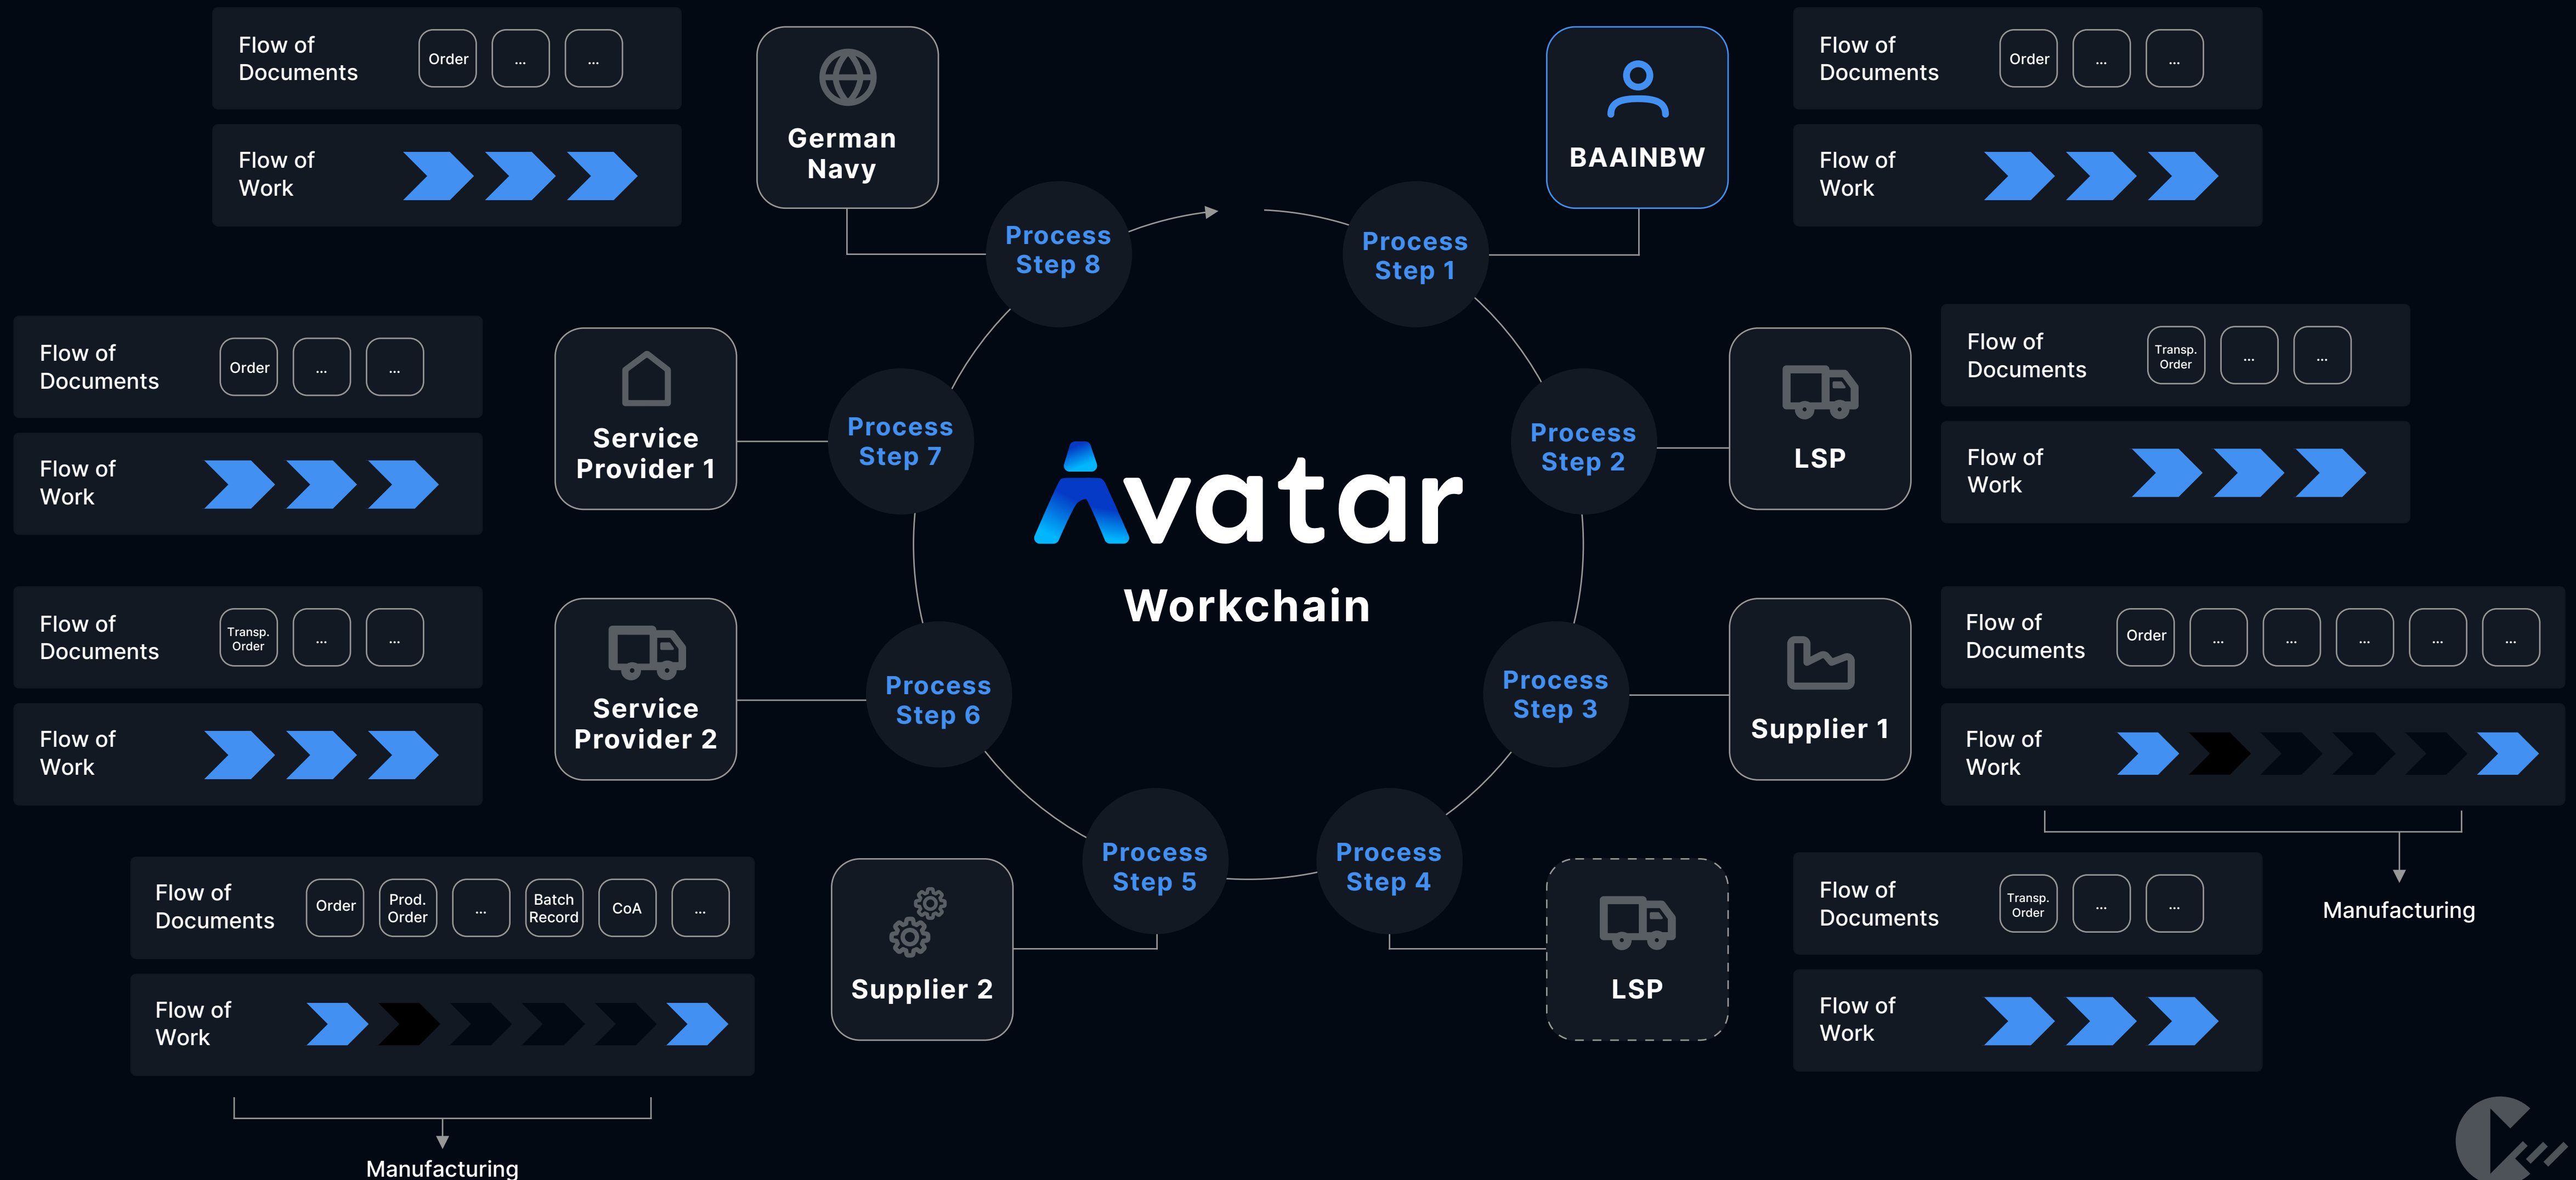 Flow of
Documents
Order
...
...
Flow of
Work
German
Navy
BAAINBW
Flow of
Documents
Order
...
...
Flow of
Work
Process
Step 8
Process
Step 1
Flow of
Documents
Order
...
...
Flow of
Work
Service
Provider 1
Process
Step 7
Process
Step 2
LSP
Flow of
Documents
Transp.
Order
...
...
Flow of
Work
Avatar
Workchain
Flow of
Documents
Transp.
Order
...
...
Flow of
Work
Service
Provider 2
Process
Step 6
Process
Step 3
Supplier 1
Flow of
Documents
Order
...
...
...
...
...
Flow of
Work
Manufacturing
Flow of
Documents
Order
Prod.
Order
...
Batch
Record
CoA
...
Flow of
Work
Manufacturing
Supplier 2
Process
Step 5
Process
Step 4
LSP
Flow of
Documents
Transp.
Order
...
...
Flow of
Work